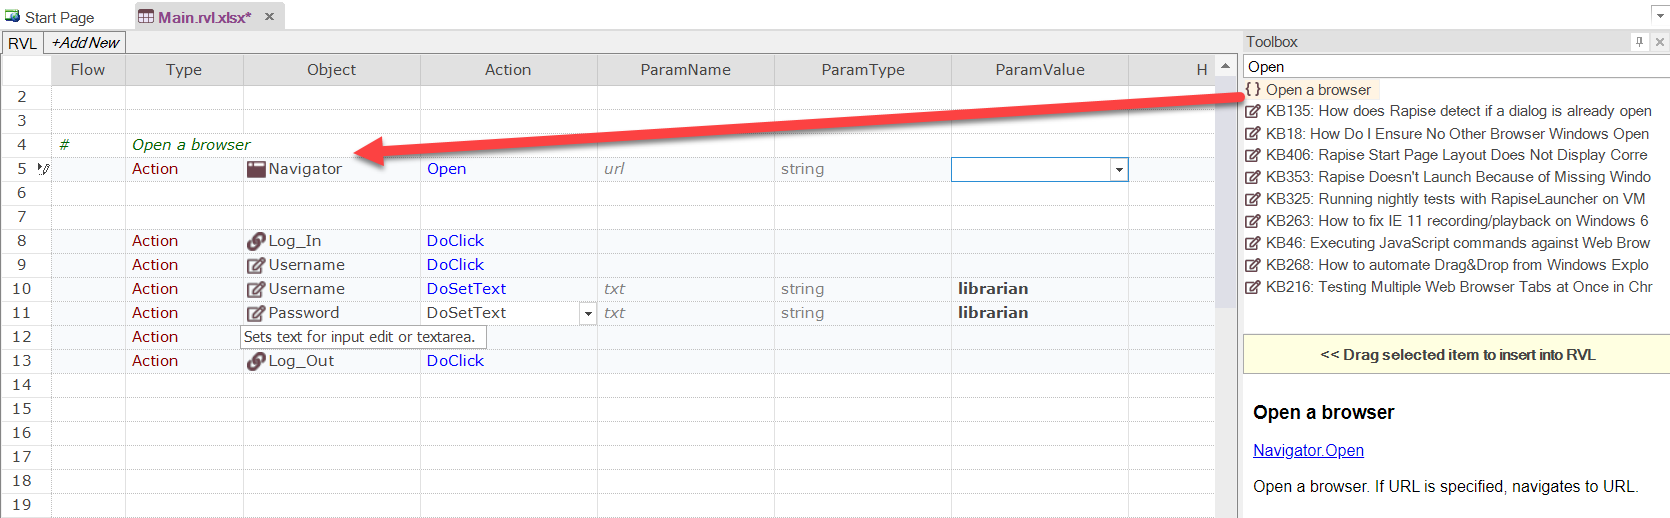 Start Page
Main.rvl.xlsx*
RVL
+Add New
Flow Type Object Action ParamName ParamType ParamValue H
2
3
4 # Open a browser
5 Action Navigator Open url string
6
7
8 Action Log_In DoClick
9 Action Username DoClick
10 Action Username DoSetText txt string librarian
11 Action Password DoSetText txt string librarian
12 Action Sets text for input edit or textarea.
13 Action Log_Out DoClick
14
15
16
17
18
19
Toolbox
Open
{} Open a browser
KB135: How does Rapise detect if a dialog is already open
KB18: How Do I Ensure No Other Browser Windows Open
KB406: Rapise Start Page Layout Does Not Display Corre
KB353: Rapise Doesn't Launch Because of Missing Windo
KB325: Running nightly tests with RapiseLauncher on VM
KB263: How to fix IE 11 recording/playback on Windows 6
KB46: Executing JavaScript commands against Web Brow
KB268: How to automate Drag&Drop from Windows Explo
KB216: Testing Multiple Web Browser Tabs at Once in Chr
<< Drag selected item to insert into RVL
Open a browser
Navigator.Open
Open a browser. If URL is specified, navigates to URL.